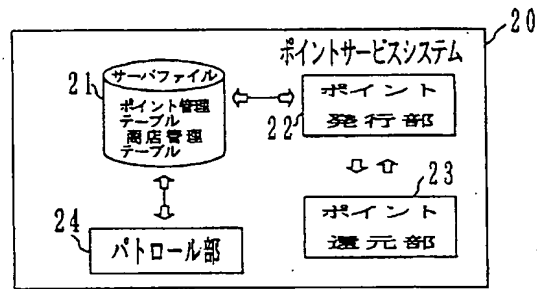 20
ポイントサービスシステム
21
サーバファイル
ポイント管理
テーブル
商店管理
テーブル
22
ポイント
発行部
23
ポイント
還元部
24
パトロール部